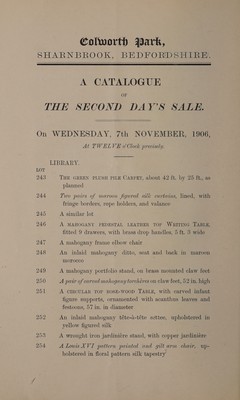 Colworth Park,
SHARNBROOK, BEDFORDSHIRE.
A CATALOGUE
OF
THE SECOND DAY'S SALE.
On WEDNESDAY, 7th NOVEMBER, 1906,
At TWELVE o'Clock precisely.
LIBRARY.
LOT
243 The green plush pile Carpet, about 42 ft. by 25 ft., as
planned
244 Two pairs of maroon figured silk curtains, lined, with
fringe borders, rope holders, and valance
245 A similar lot
246 A mahogany pedestal leather top Writing Table,
fitted 9 drawers, with brass drop handles, 5 ft. 3 wide
247 A mahogany frame elbow chair
248 An inlaid mahogany ditto, seat and back in maroon
morocco
249 A mahogany portfolio stand, on brass mounted claw feet
250 A pair of carved mahogany torchères on claw feet, 52 in. high
251 A circular top rose-wood Table, with carved infant
figure supports, ornamented with acanthus leaves and
festoons, 57 in. in diameter
252 An inlaid mahogany tête-à-tête settee, upholstered in
yellow figured silk
253 A wrought iron jardinière stand, with copper jardinière
254 A Louis XVI pattern painted and gilt arm chair, up-
holstered in floral pattern silk tapestry